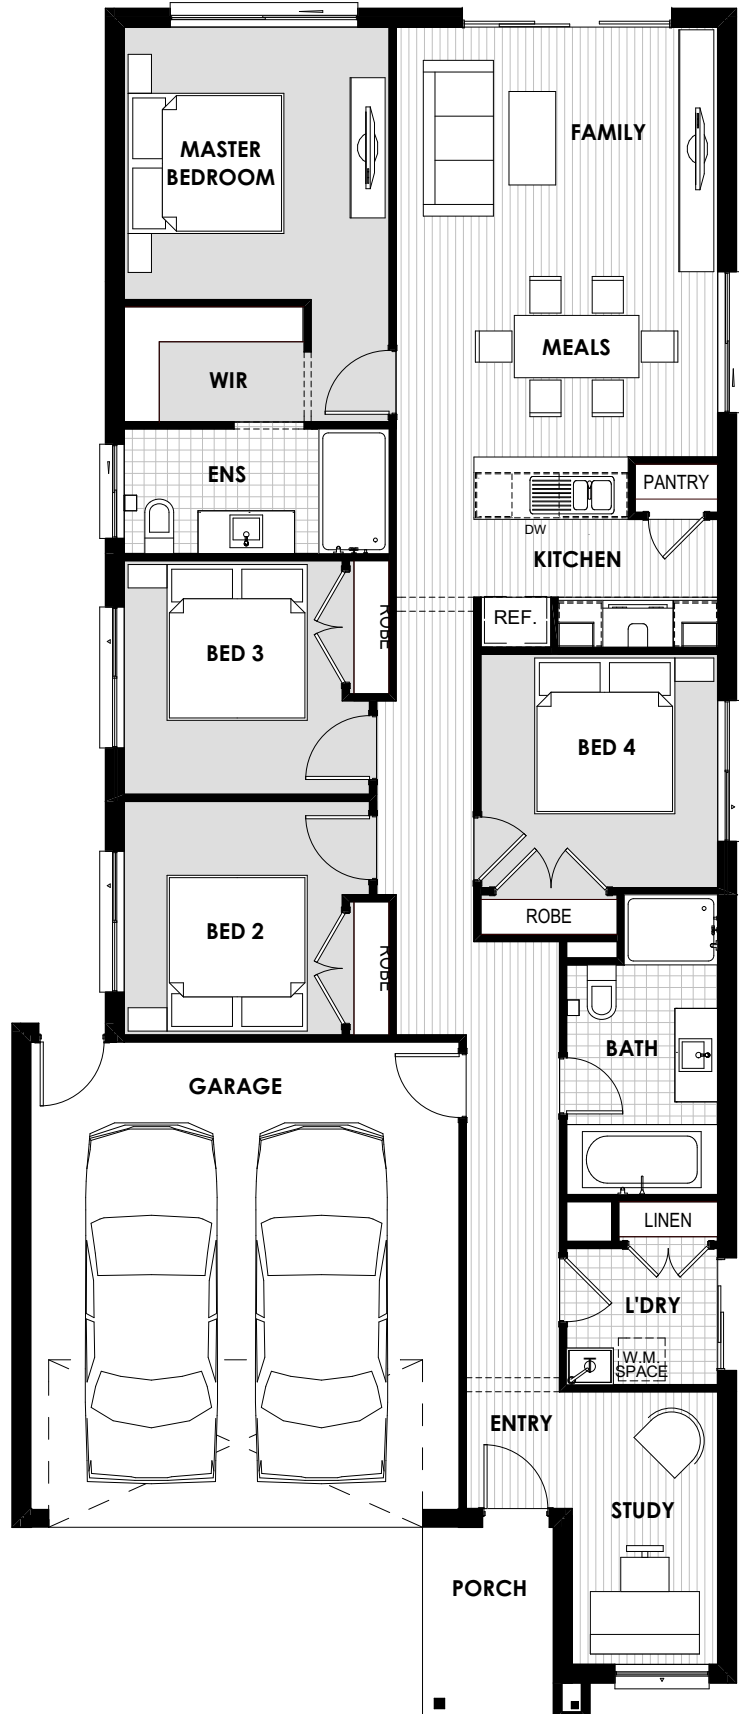 MASTER
BEDROOM
FAMILY
MEALS
WIR
ENS
PANTRY
DW
KITCHEN
ROBE
REF.
BED 3
BED 4
BED 2
ROBE
ROBE
BATH
GARAGE
LINEN
L'DRY
W.M.
SPACE
ENTRY
STUDY
PORCH